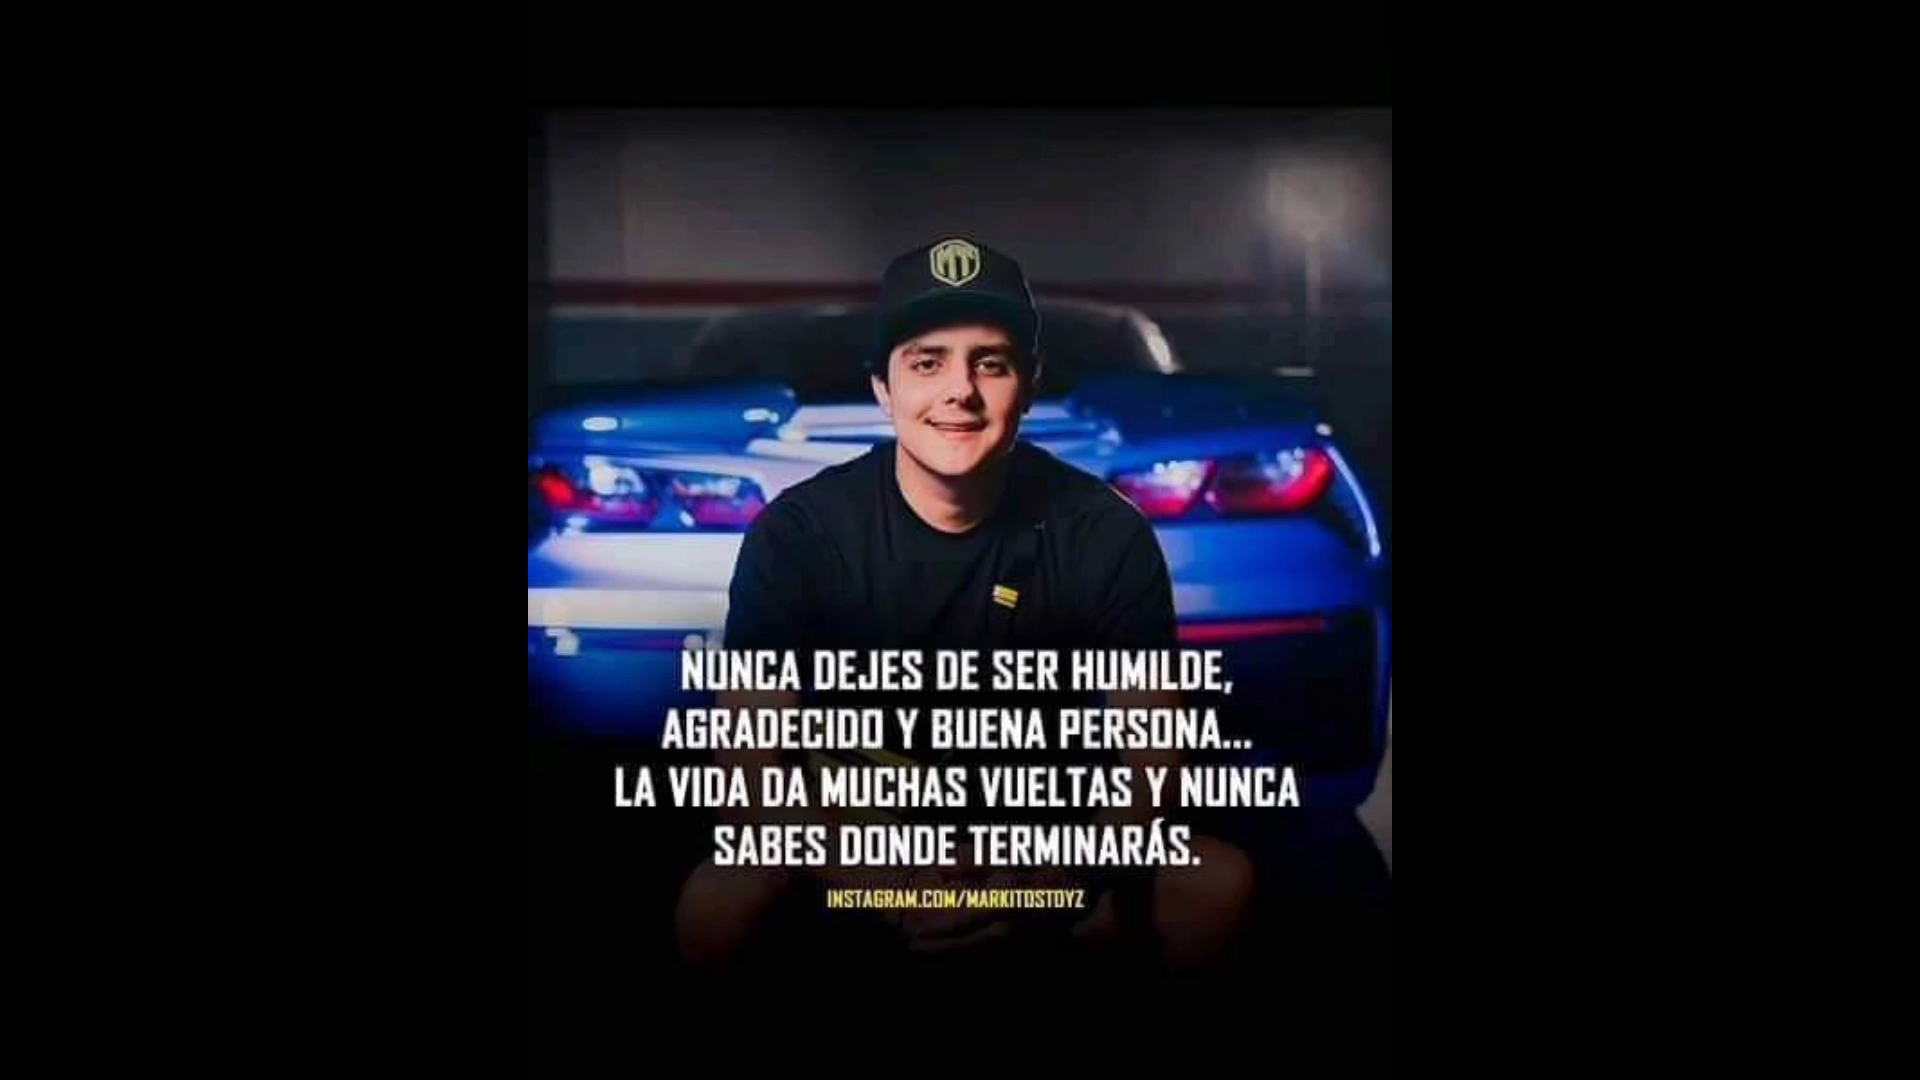 MT
NUNCA DEJES DE SER HUMILDE,
AGRADECIDO Y BUENA PERSONA...
LA VIDA DA MUCHAS VUELTAS Y NUNCA
SABES DONDE TERMINARÁS.
INSTAGRAM.COM/MARKITOSTOYZ